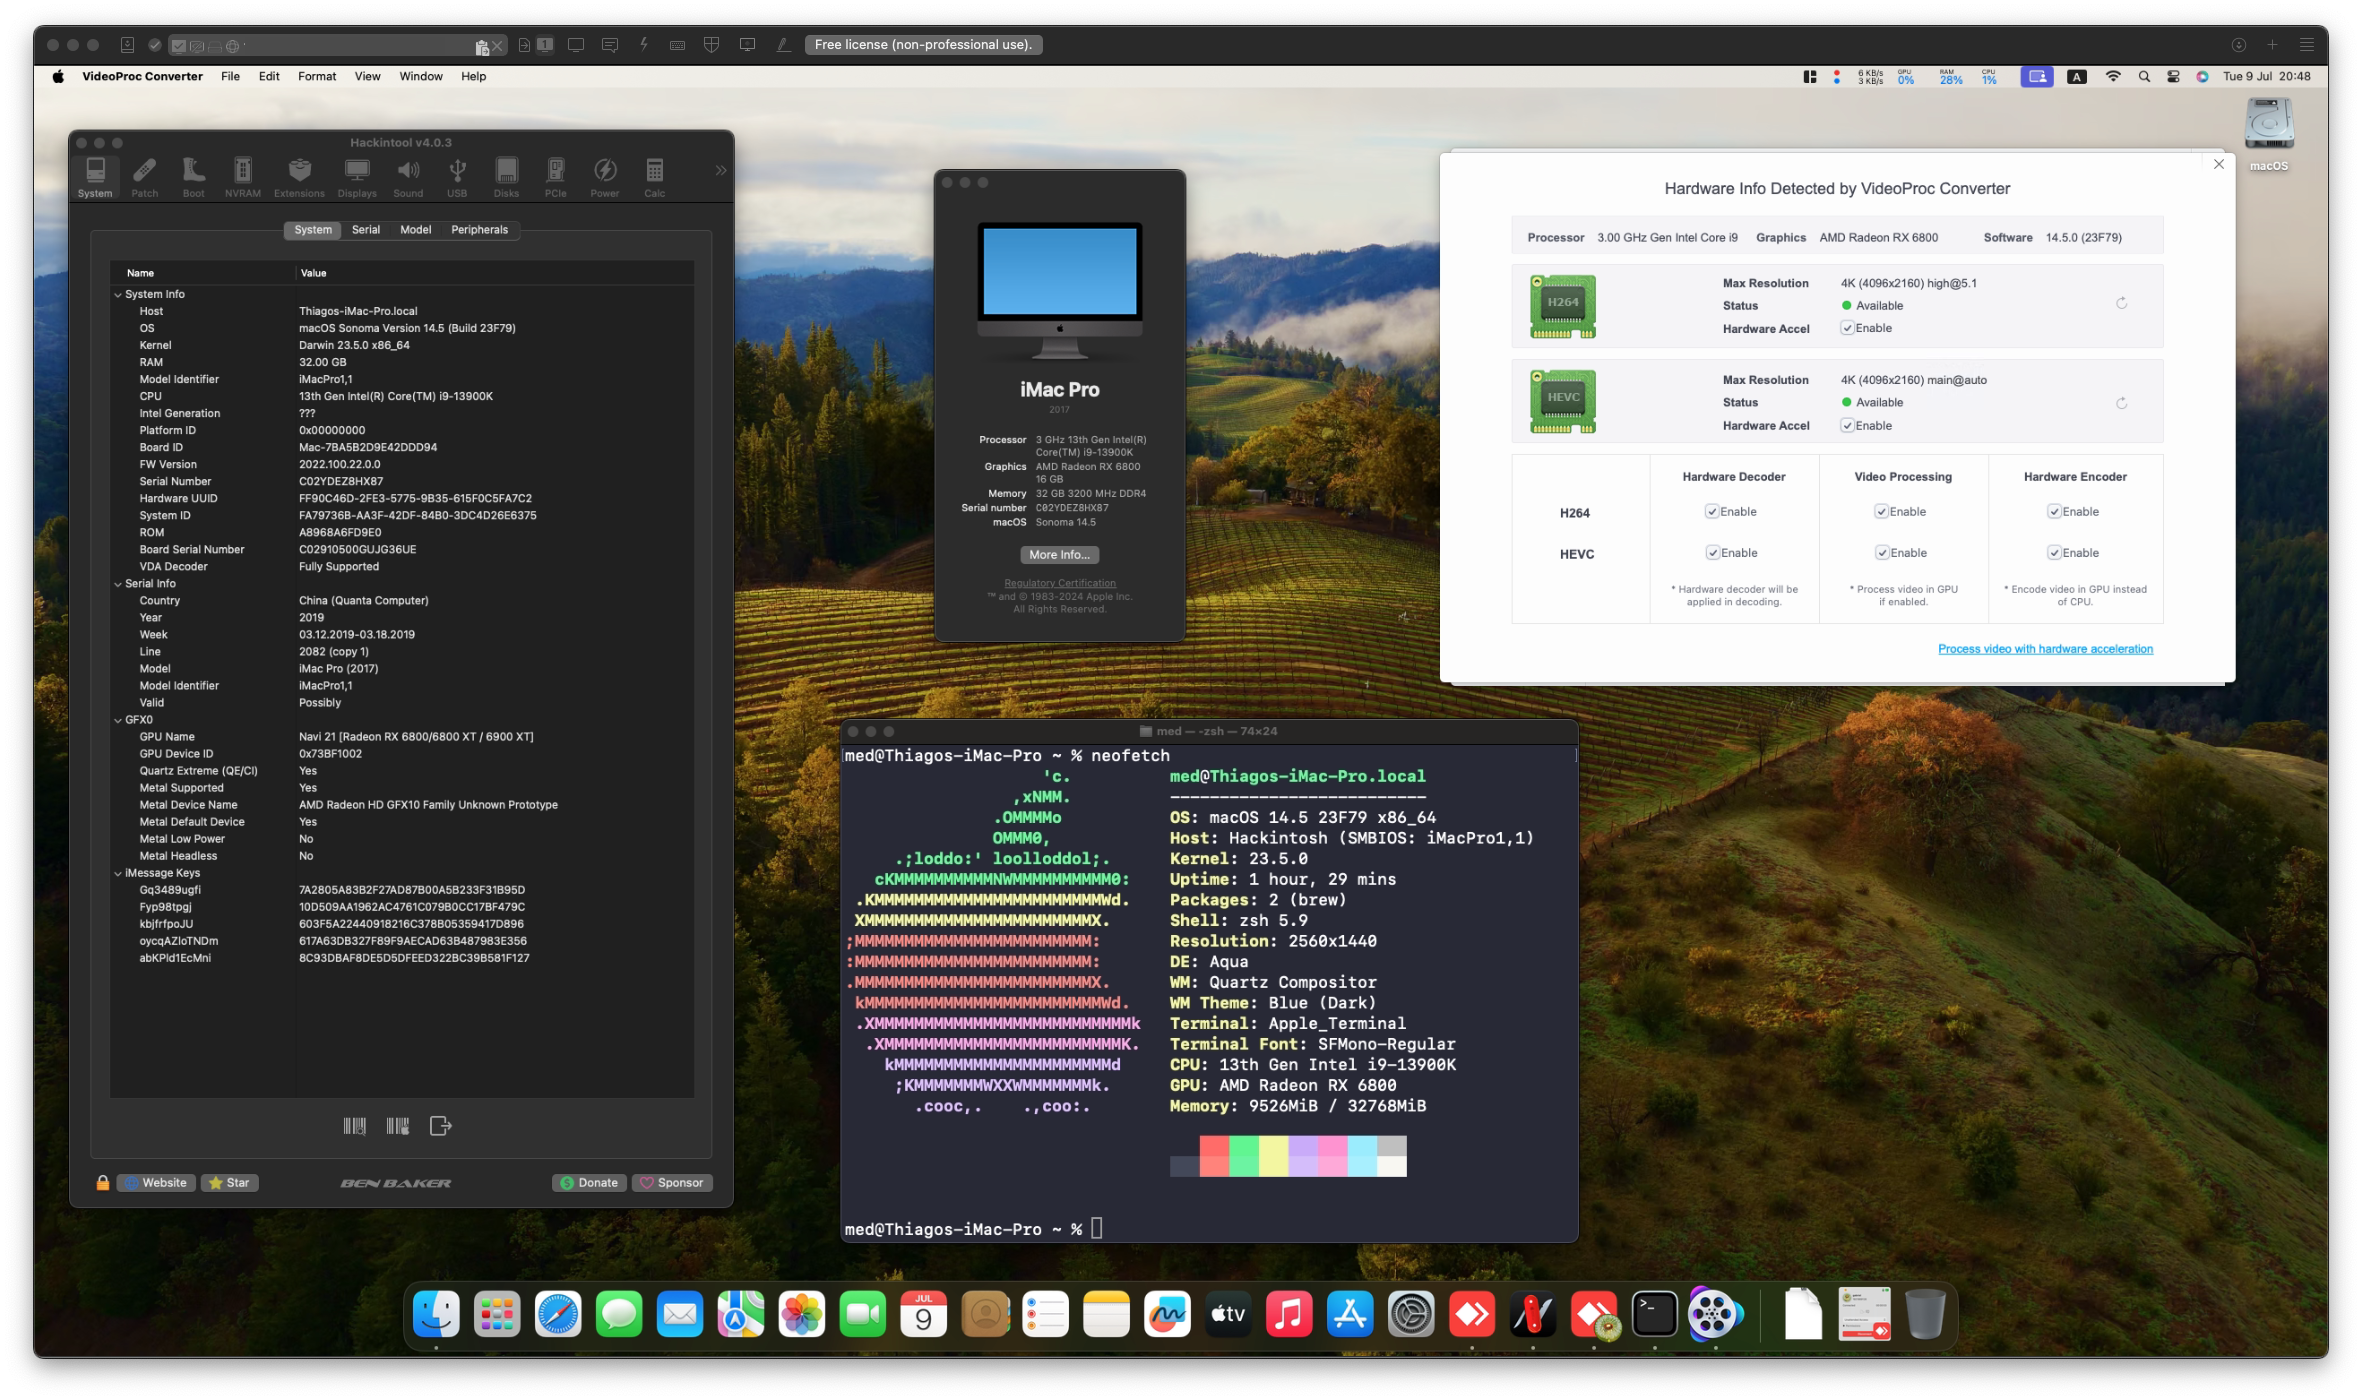 Free license (non-professional use).
VideoProc Converter File Edit Format View Window Help
6 KB/s
3 KB/s
GPU
0%
RAM
28%
CPU
1%
A
Tue 9 Jul 20:48
macOS
Hackintool v4.0.3
System Patch Boot NVRAM Extensions Displays Sound USB Disks PCIe Power Calc
System Serial Model Peripherals
Name Value
System Info
Host Thiagos-iMac-Pro.local
OS macOS Sonoma Version 14.5 (Build 23F79)
Kernel Darwin 23.5.0 x86_64
RAM 32.00 GB
Model Identifier iMacPro1,1
CPU 13th Gen Intel(R) Core(TM) i9-13900K
Intel Generation ???
Platform ID 0x00000000
Board ID Mac-7BA5B2D9E42DDD94
FW Version 2022.100.22.0.0
Serial Number C02YDEZ8HX87
Hardware UUID FF90C46D-2FE3-5775-9B35-615F0C5FA7C2
System ID FA79736B-AA3F-42DF-84B0-3DC4D26E6375
ROM A8968A6FD9E0
Board Serial Number C02910500GUJG36UE
VDA Decoder Fully Supported
Serial Info
Country China (Quanta Computer)
Year 2019
Week 03.12.2019-03.18.2019
Line 2082 (copy 1)
Model iMac Pro (2017)
Model Identifier iMacPro1,1
Valid Possibly
GFX0
GPU Name Navi 21 [Radeon RX 6800/6800 XT / 6900 XT]
GPU Device ID 0x73BF1002
Quartz Extreme (QE/CI) Yes
Metal Supported Yes
Metal Device Name AMD Radeon HD GFX10 Family Unknown Prototype
Metal Default Device Yes
Metal Low Power No
Metal Headless No
iMessage Keys
Gq3489ugfi 7A2805A83B2F27AD87B00A5B233F31B95D
Fyp98tpgj 10D509AA1962AC4761C079B0CC17BF479C
kbjfrfpoJU 603F5A22440918216C378B05359417D896
oycqAZloTNDm 617A63DB327F89F9AECAD63B487983E356
abKPld1EcMni 8C93DBAF8DE5D5DFEED322BC39B581F127
Website Star BEN BAKER Donate Sponsor
iMac Pro
2017
Processor 3 GHz 13th Gen Intel(R)
Core(TM) i9-13900K
Graphics AMD Radeon RX 6800
16 GB
Memory 32 GB 3200 MHz DDR4
Serial number C02YDEZ8HX87
macOS Sonoma 14.5
More Info...
Regulatory Certification
™ and © 1983-2024 Apple Inc.
All Rights Reserved.
Hardware Info Detected by VideoProc Converter
Processor 3.00 GHz Gen Intel Core i9 Graphics AMD Radeon RX 6800 Software 14.5.0 (23F79)
H264
Max Resolution 4K (4096x2160) high@5.1
Status Available
Hardware Accel Enable
HEVC
Max Resolution 4K (4096x2160) main@auto
Status Available
Hardware Accel Enable
Hardware Decoder Video Processing Hardware Encoder
H264 Enable Enable Enable
HEVC Enable Enable Enable
* Hardware decoder will be
applied in decoding.
* Process video in GPU
if enabled.
* Encode video in GPU instead
of CPU.
Process video with hardware acceleration
med — -zsh — 74×24
med@Thiagos-iMac-Pro ~ % neofetch
'c. med@Thiagos-iMac-Pro.local
,xNMM. --------------------------
.OMMMMo OS: macOS 14.5 23F79 x86_64
OMMM0, Host: Hackintosh (SMBIOS: iMacPro1,1)
.;loddo:' loolloddol;. Kernel: 23.5.0
cKMMMMMMMMMMNWMMMMMMMMMM0: Uptime: 1 hour, 29 mins
.KMMMMMMMMMMMMMMMMMMMMMMMWd. Packages: 2 (brew)
XMMMMMMMMMMMMMMMMMMMMMMMX. Shell: zsh 5.9
;MMMMMMMMMMMMMMMMMMMMMMMM: Resolution: 2560x1440
:MMMMMMMMMMMMMMMMMMMMMMMM: DE: Aqua
.MMMMMMMMMMMMMMMMMMMMMMMMX. WM: Quartz Compositor
kMMMMMMMMMMMMMMMMMMMMMMMMWd. WM Theme: Blue (Dark)
.XMMMMMMMMMMMMMMMMMMMMMMMMMMk Terminal: Apple_Terminal
.XMMMMMMMMMMMMMMMMMMMMMMMMK. Terminal Font: SFMono-Regular
kMMMMMMMMMMMMMMMMMMMMMMd CPU: 13th Gen Intel i9-13900K
;KMMMMMMMWXXWMMMMMMMk. GPU: AMD Radeon RX 6800
.cooc,. .,coo:. Memory: 9526MiB / 32768MiB
med@Thiagos-iMac-Pro ~ %
JUL
9
tv